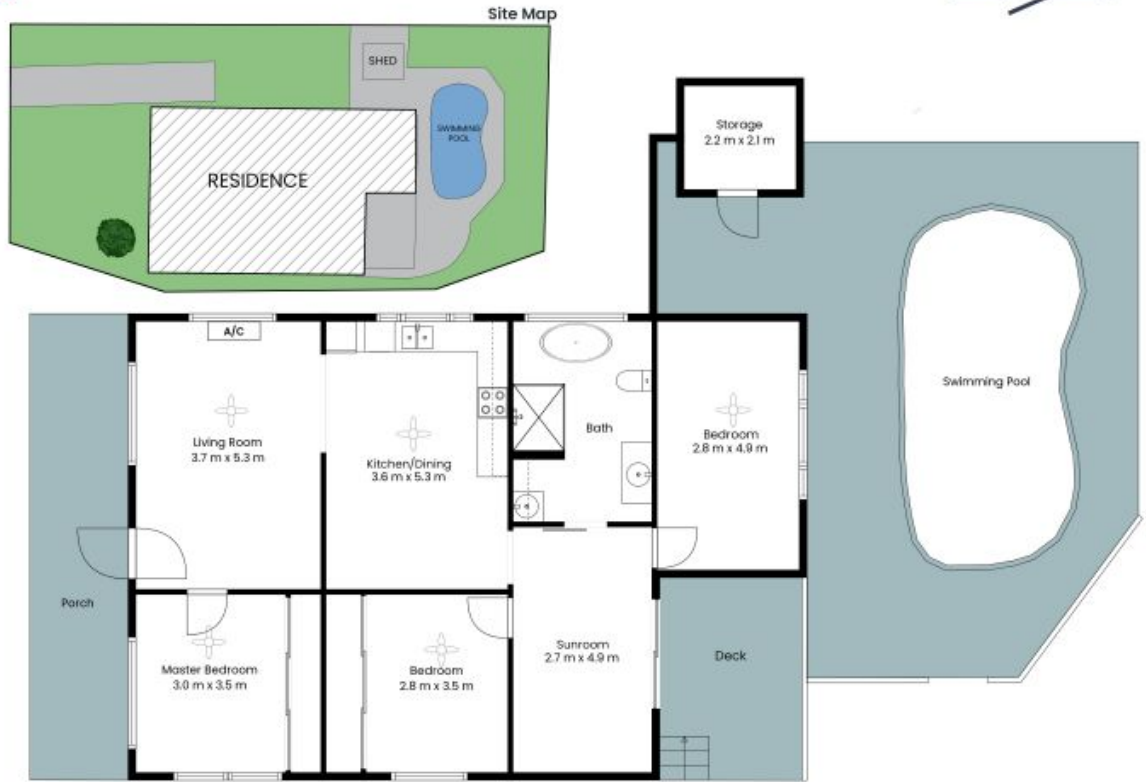 Site Map
SHED
SWIMMING
POOL
RESIDENCE
Storage
2.2 m x 2.1 m
A/C
Living Room
3.7 m x 5.3 m
Kitchen/Dining
3.6 m x 5.3 m
Bath
Bedroom
2.8 m x 4.9 m
Swimming Pool
Porch
Master Bedroom
3.0 m x 3.5 m
Bedroom
2.8 m x 3.5 m
Sunroom
2.7 m x 4.9 m
Deck